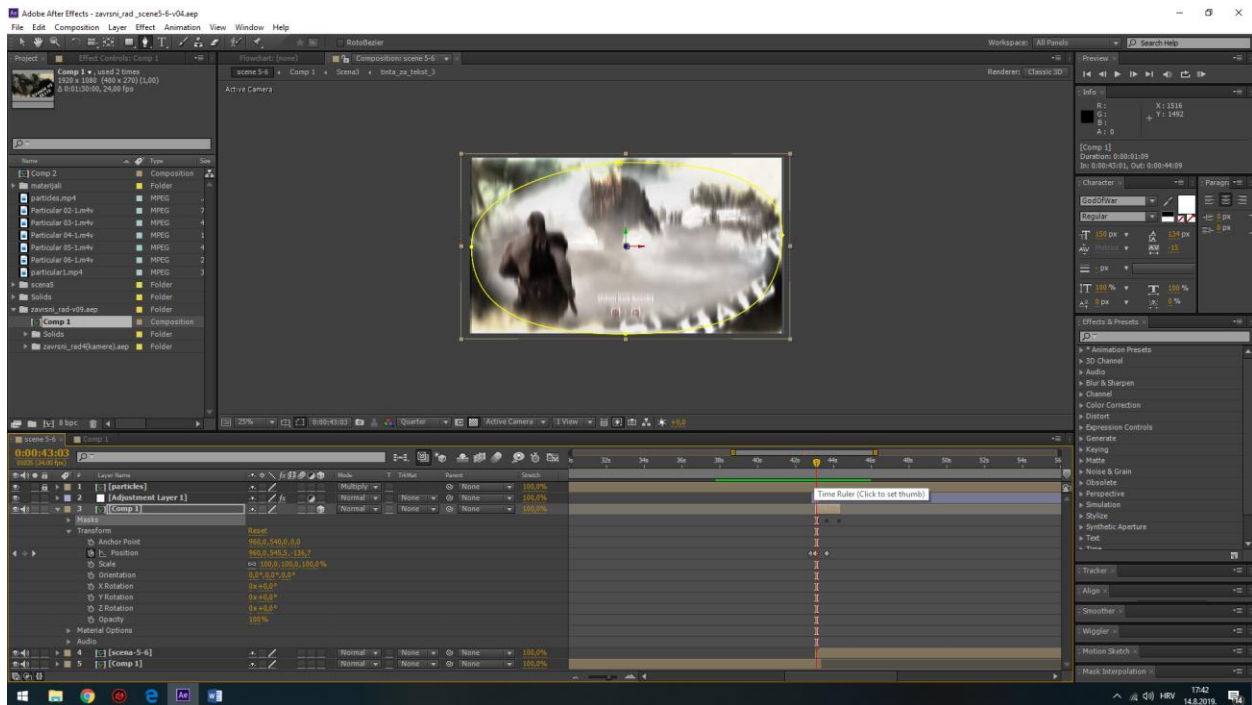 Adobe After Effects - zavrsni_rad _scene5-6-v04.aep
File Edit Composition Layer Effect Animation View Window Help
RotoBezier
Workspace: All Panels
Search Help
Project
Effect Controls: Comp 1
Flowchart: (none)
Composition: scene 5-6
Preview
Comp 1 , used 2 times
1920 x 1080 (480 x 270) (1,00)
Δ 0:01:30:00, 24,00 fps
scene 5-6 Comp 1 Scena3 tinta_za_tekst_3
Renderer: Classic 3D
Active Camera
Info
R :
G :
B :
A : 0
X : 1516
Y : 1492
[Comp 1]
Duration: 0:00:01:09
In: 0:00:43:01, Out: 0:00:44:09
Name Type Size
Comp 2 Composition
materijali Folder
particles.mp4 MPEG
Particular 02-1.m4v MPEG
Particular 03-1.m4v MPEG
Particular 04-1.m4v MPEG
Particular 05-1.m4v MPEG
Particular 06-1.m4v MPEG
particular1.mp4 MPEG
scena5 Folder
Solids Folder
zavrsni_rad-v09.aep Folder
Comp 1 Composition
Solids Folder
zavrsni_rad4(kamere).aep Folder
Character
Paragr
GodOfWar
Regular
150 px
134 px
Metrics
-15
- px
100 %
100 %
0 px
0 %
0 px
0 px
Effects & Presets
* Animation Presets
3D Channel
Audio
Blur & Sharpen
Channel
Color Correction
Distort
Expression Controls
Generate
Keying
Matte
Noise & Grain
Obsolete
Perspective
Simulation
Stylize
Synthetic Aperture
Text
Time
Tracker
Align
Smoother
Wiggler
Motion Sketch
Mask Interpolation
8 bpc
25%
0:00:43:03
Quarter
Active Camera
1 View
+0,0
scene 5-6
Comp 1
0:00:43:03
01035 (24.00 fps)
32s 34s 36s 38s 40s 42s 44s 46s 48s 50s 52s 54s 56
# Layer Name Mode T TrkMat Parent Stretch
1 [particles] Multiply None 100,0%
2 [Adjustment Layer 1] Normal None None 100,0%
3 [Comp 1] Normal None None 100,0%
Time Ruler (Click to set thumb)
Masks
Transform Reset
Anchor Point 960,0,540,0,0,0
Position 960,0,545,5,-136,7
Scale 100,0,100,0,100,0%
Orientation 0,0°,0,0°,0,0°
X Rotation 0x+0,0°
Y Rotation 0x+0,0°
Z Rotation 0x+0,0°
Opacity 100%
Material Options
Audio
4 [scena-5-6] Normal None None 100,0%
5 [Comp 1] Normal None None 100,0%
HRV
17:42
14.8.2019.